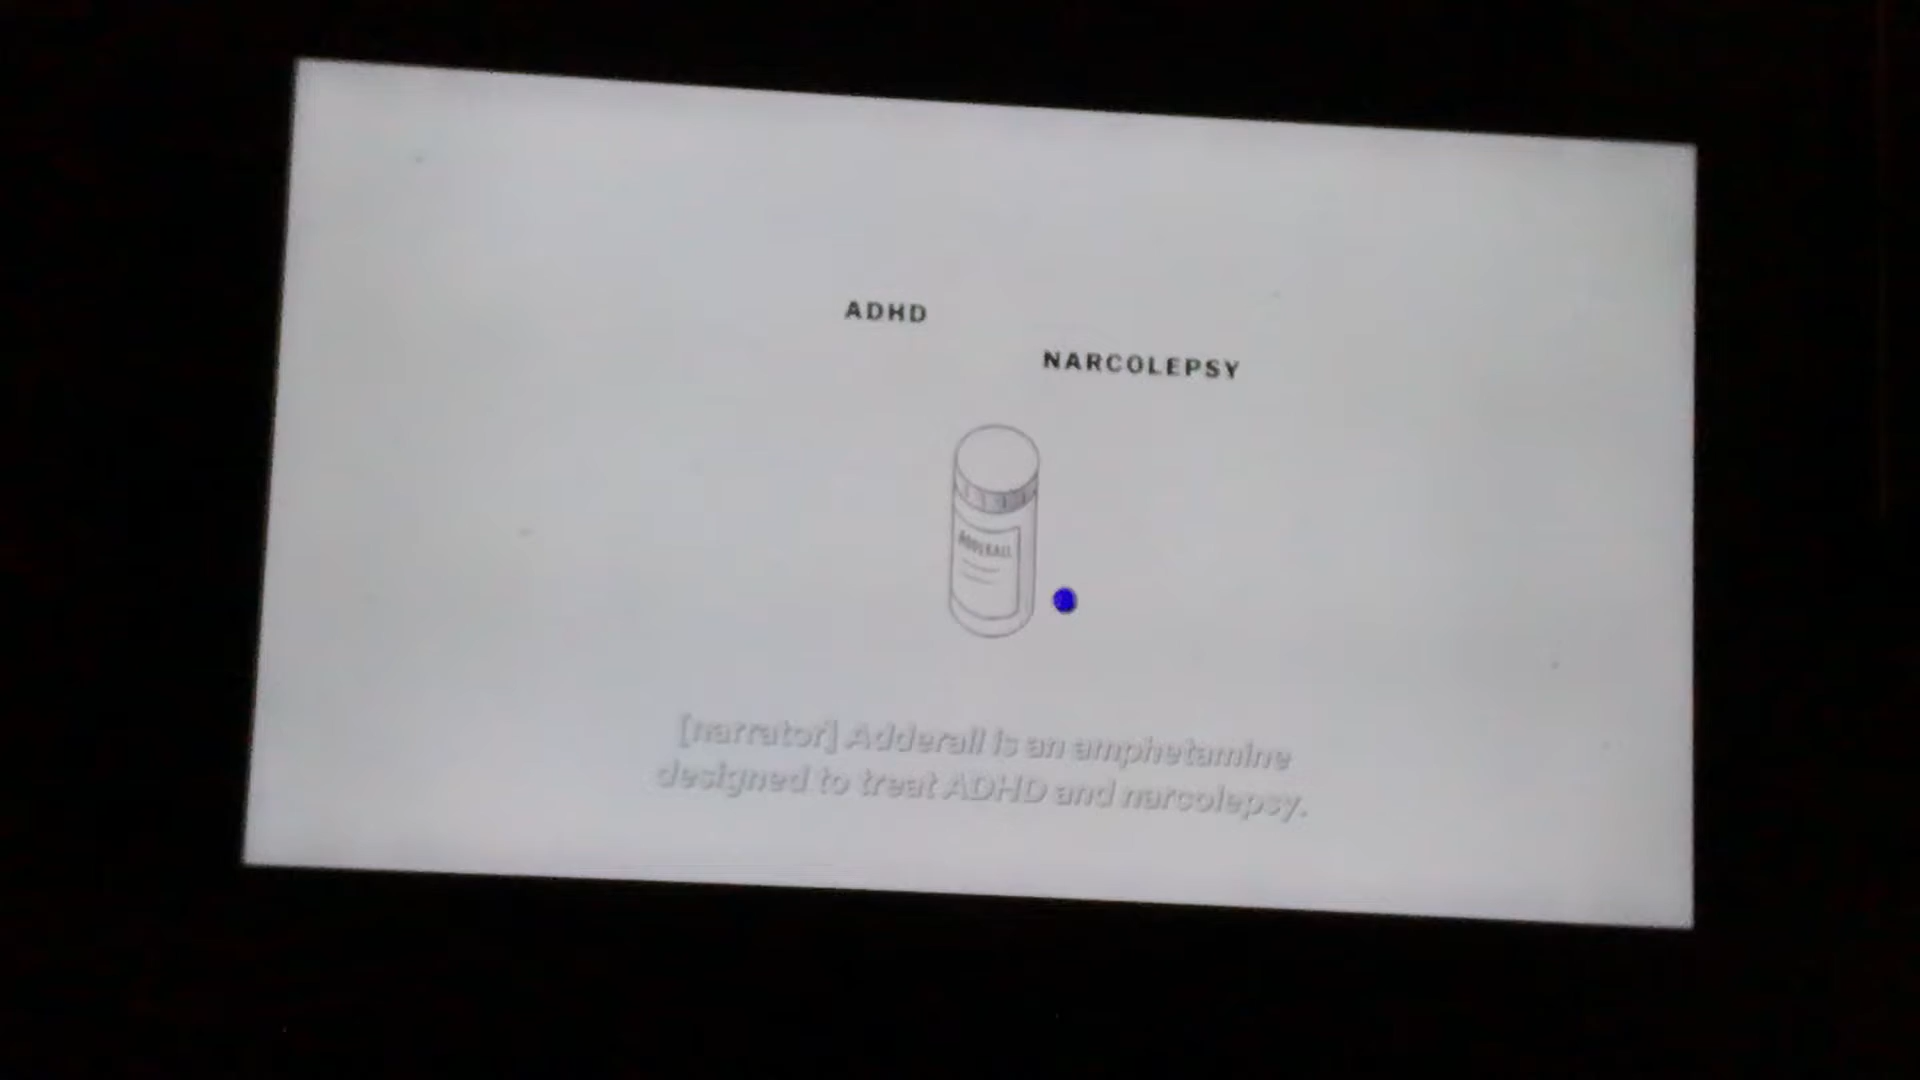 ADHD
NARCOLEPSY
ADDERALL
[narrator] Adderall is an amphetamine
designed to treat ADHD and narcolepsy.